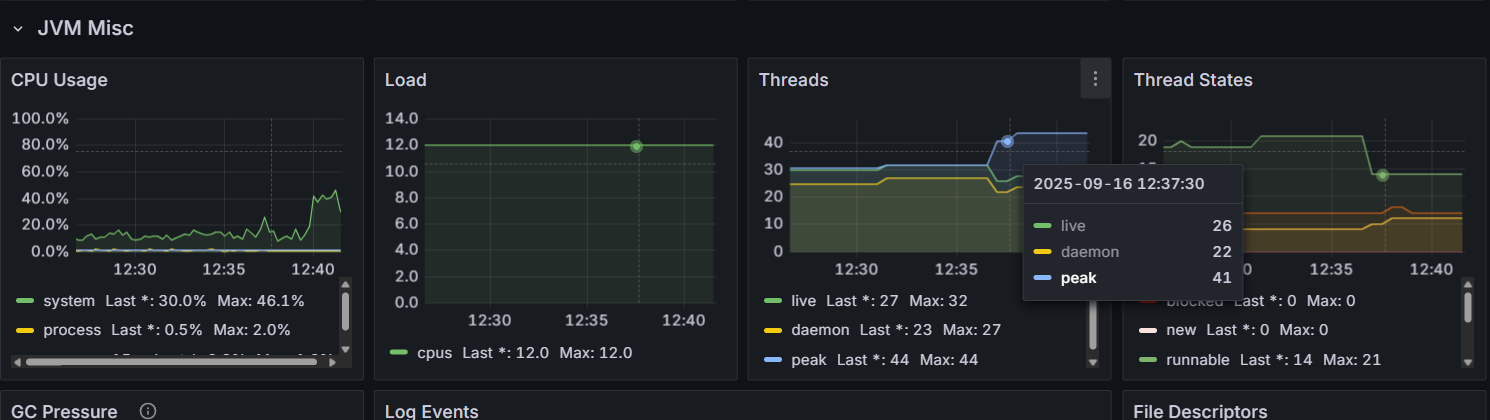 JVM Misc
CPU Usage
100.0%
80.0%
60.0%
40.0%
20.0%
0.0%
12:30 12:35 12:40
system Last *: 30.0% Max: 46.1%
process Last *: 0.5% Max: 2.0%
Load
14.0
12.0
10.0
8.0
6.0
4.0
2.0
0.0
12:30 12:35 12:40
cpus Last *: 12.0 Max: 12.0
Threads
40
30
20
10
0
12:30 12:35
live Last *: 27 Max: 32
daemon Last *: 23 Max: 27
peak Last *: 44 Max: 44
2025-09-16 12:37:30
live 26
daemon 22
peak 41
Thread States
20
12:35 12:40
blocked Last *: 0 Max: 0
new Last *: 0 Max: 0
runnable Last *: 14 Max: 21
GC Pressure
Log Events
File Descriptors